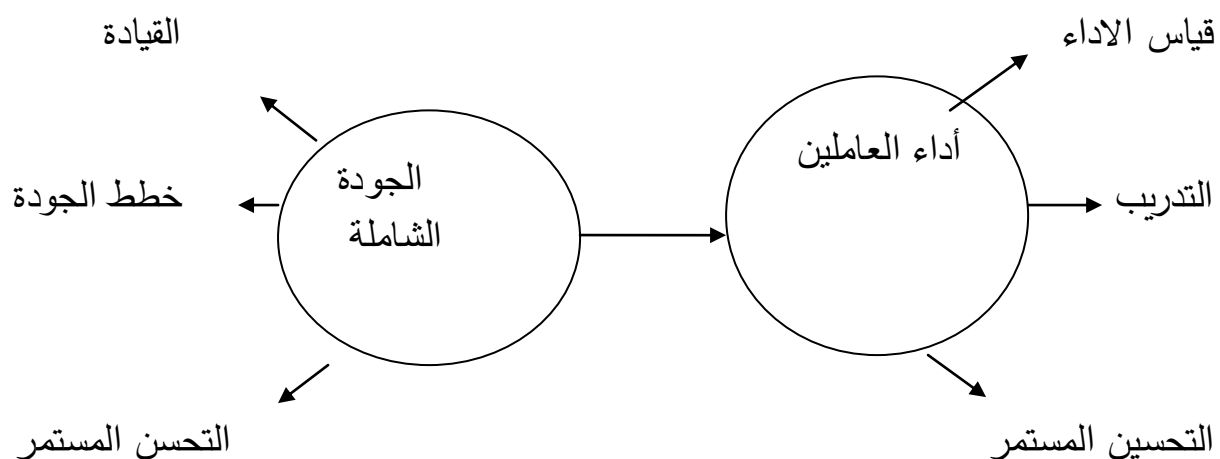 قياس الاداء
القيادة
أداء العاملين
الجودة
الشاملة
التدريب
خطط الجودة
التحسين المستمر
التحسن المستمر